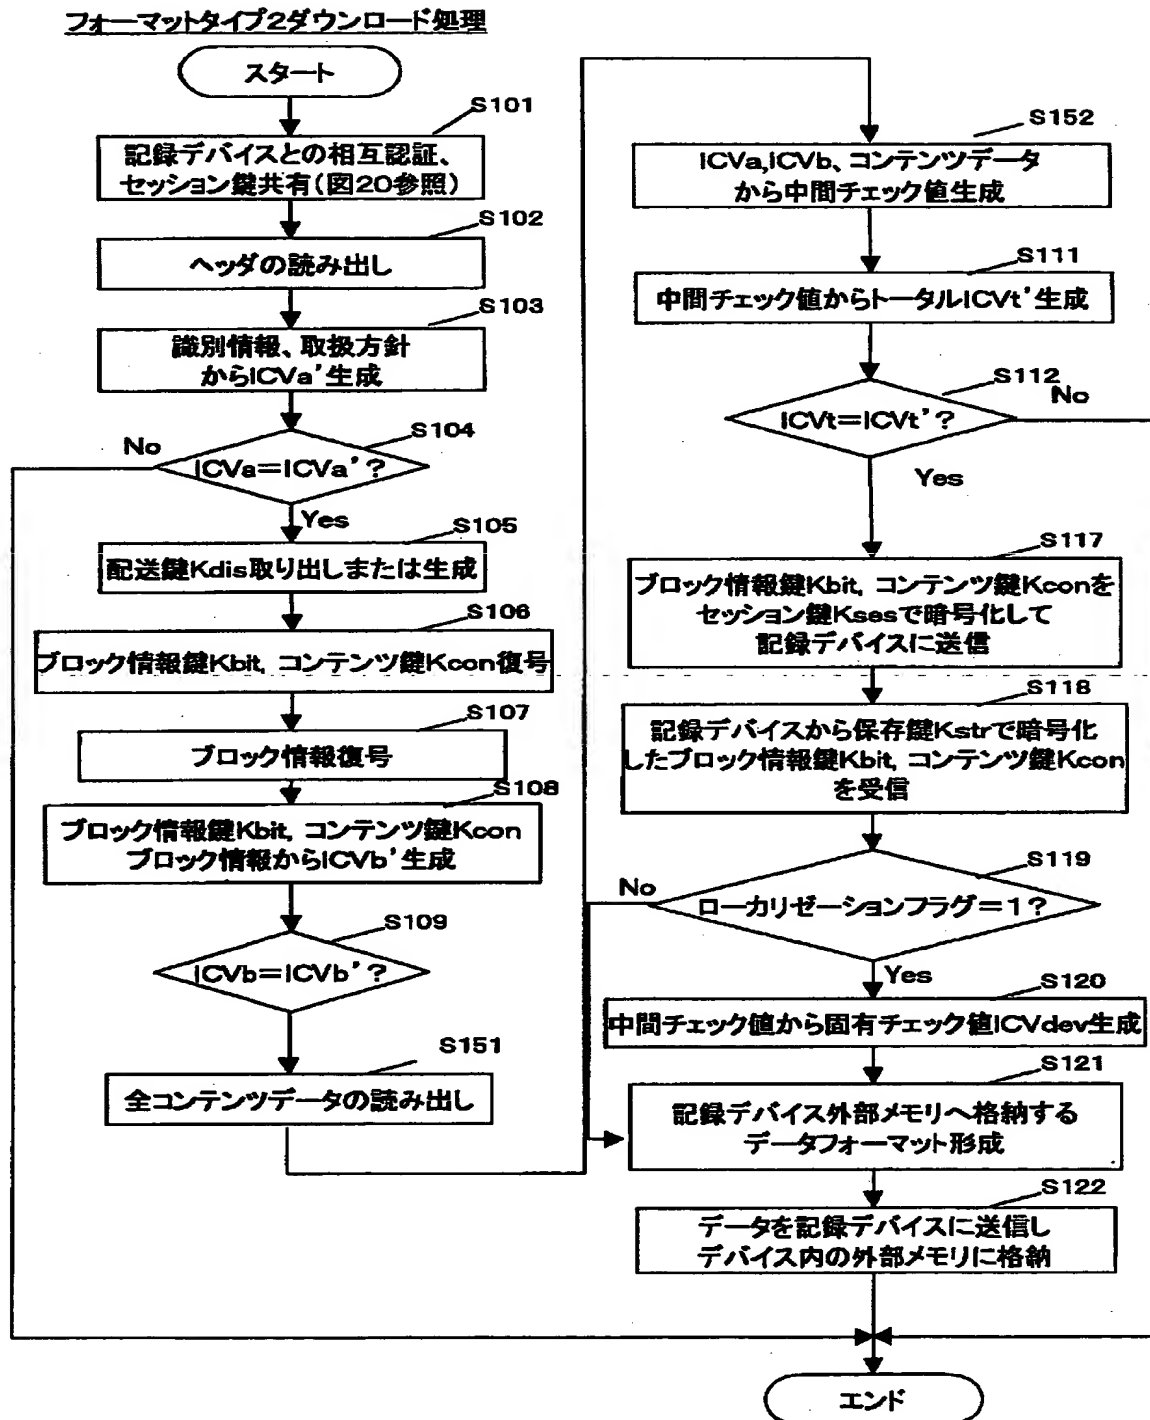 フォーマットタイプ2ダウンロード処理
スタート
S101
記録デバイスとの相互認証、
セッション鍵共有(図20参照)
S102
ヘッダの読み出し
S103
識別情報、取扱方針
からICVa'生成
S104
No
ICVa=ICVa'?
Yes
S105
配送鍵Kdis取り出しまたは生成
S106
ブロック情報鍵Kbit, コンテンツ鍵Kcon復号
S107
ブロック情報復号
S108
ブロック情報鍵Kbit, コンテンツ鍵Kcon
ブロック情報からICVb'生成
S109
ICVb=ICVb'?
S151
全コンテンツデータの読み出し
S152
ICVa,ICVb、コンテンツデータ
から中間チェック値生成
S111
中間チェック値からトータルICVt'生成
S112
No
ICVt=ICVt'?
Yes
S117
ブロック情報鍵Kbit, コンテンツ鍵Kconを
セッション鍵Ksesで暗号化して
記録デバイスに送信
S118
記録デバイスから保存鍵Kstrで暗号化
したブロック情報鍵Kbit, コンテンツ鍵Kcon
を受信
S119
No
ローカリゼーションフラグ=1?
Yes
S120
中間チェック値から固有チェック値ICVdev生成
S121
記録デバイス外部メモリへ格納する
データフォーマット形成
S122
データを記録デバイスに送信し
デバイス内の外部メモリに格納
エンド